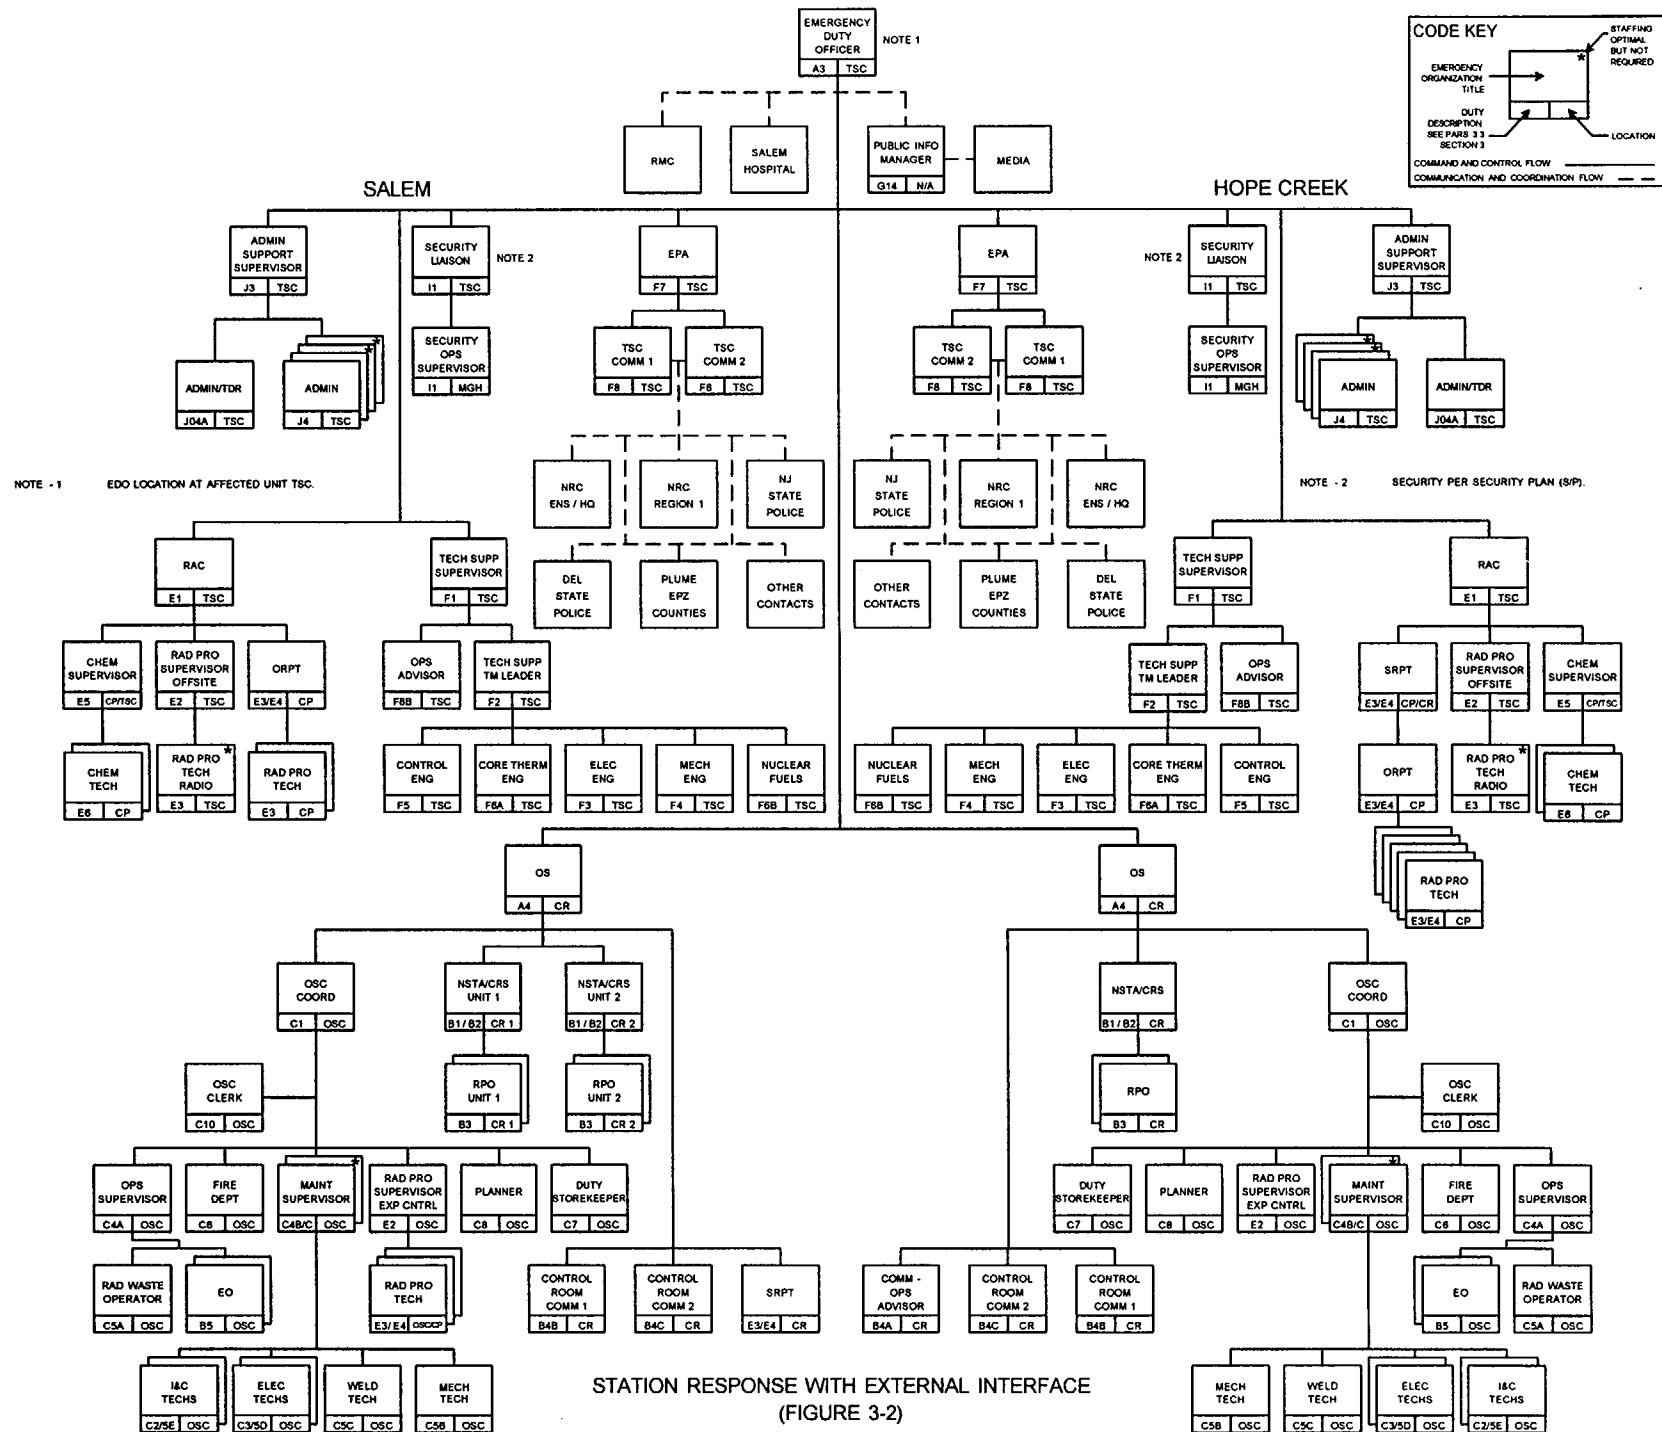 EMERGENCY
DUTY
OFFICER
A3 TSC
NOTE 1
CODE KEY
STAFFING
OPTIMAL
BUT NOT
REQUIRED
*
EMERGENCY
ORGANIZATION
TITLE
DUTY
DESCRIPTION
SEE PARS 3 3
SECTION 3
LOCATION
COMMAND AND CONTROL FLOW
COMMUNICATION AND COORDINATION FLOW
RMC
SALEM
HOSPITAL
PUBLIC INFO
MANAGER
G14 N/A
MEDIA
SALEM
HOPE CREEK
ADMIN
SUPPORT
SUPERVISOR
J3 TSC
SECURITY
LIAISON
I1 TSC
NOTE 2
EPA
F7 TSC
EPA
F7 TSC
NOTE 2
SECURITY
LIAISON
I1 TSC
ADMIN
SUPPORT
SUPERVISOR
J3 TSC
ADMIN/TDR
J04A TSC
* *
ADMIN
J4 TSC
SECURITY
OPS
SUPERVISOR
I1 MGH
TSC
COMM 1
F8 TSC
TSC
COMM 2
F8 TSC
TSC
COMM 2
F8 TSC
TSC
COMM 1
F8 TSC
SECURITY
OPS
SUPERVISOR
I1 MGH
* *
ADMIN
J4 TSC
ADMIN/TDR
J04A TSC
NOTE - 1 EDO LOCATION AT AFFECTED UNIT TSC.
NRC
ENS / HQ
NRC
REGION 1
NJ
STATE
POLICE
NJ
STATE
POLICE
NRC
REGION 1
NRC
ENS / HQ
NOTE - 2 SECURITY PER SECURITY PLAN (S/P).
RAC
E1 TSC
TECH SUPP
SUPERVISOR
F1 TSC
DEL
STATE
POLICE
PLUME
EPZ
COUNTIES
OTHER
CONTACTS
OTHER
CONTACTS
PLUME
EPZ
COUNTIES
DEL
STATE
POLICE
TECH SUPP
SUPERVISOR
F1 TSC
RAC
E1 TSC
CHEM
SUPERVISOR
E5 CP/TSC
RAD PRO
SUPERVISOR
OFFSITE
E2 TSC
ORPT
E3/E4 CP
OPS
ADVISOR
F8B TSC
TECH SUPP
TM LEADER
F2 TSC
TECH SUPP
TM LEADER
F2 TSC
OPS
ADVISOR
F8B TSC
SRPT
E3/E4 CP/CR
RAD PRO
SUPERVISOR
OFFSITE
E2 TSC
CHEM
SUPERVISOR
E5 CP/TSC
CHEM
TECH
E6 CP
*
RAD PRO
TECH
RADIO
E3 TSC
RAD PRO
TECH
E3 CP
CONTROL
ENG
F5 TSC
CORE THERM
ENG
F6A TSC
ELEC
ENG
F3 TSC
MECH
ENG
F4 TSC
NUCLEAR
FUELS
F6B TSC
NUCLEAR
FUELS
F6B TSC
MECH
ENG
F4 TSC
ELEC
ENG
F3 TSC
CORE THERM
ENG
F6A TSC
CONTROL
ENG
F5 TSC
ORPT
E3/E4 CP
*
RAD PRO
TECH
RADIO
E3 TSC
CHEM
TECH
E6 CP
OS
A4 CR
OS
A4 CR
RAD PRO
TECH
E3/E4 CP
OSC
COORD
C1 OSC
NSTA/CRS
UNIT 1
B1 / B2 CR 1
NSTA/CRS
UNIT 2
B1 / B2 CR 2
NSTA/CRS
B1 / B2 CR
OSC
COORD
C1 OSC
OSC
CLERK
C10 OSC
RPO
UNIT 1
B3 CR 1
RPO
UNIT 2
B3 CR 2
RPO
B3 CR
OSC
CLERK
C10 OSC
OPS
SUPERVISOR
C4A OSC
FIRE
DEPT
C6 OSC
*
MAINT
SUPERVISOR
C4B/C OSC
RAD PRO
SUPERVISOR
EXP CNTRL
E2 OSC
PLANNER
C8 OSC
DUTY
STOREKEEPER
C7 OSC
DUTY
STOREKEEPER
C7 OSC
PLANNER
C8 OSC
RAD PRO
SUPERVISOR
EXP CNTRL
E2 OSC
*
MAINT
SUPERVISOR
C4B/C OSC
FIRE
DEPT
C6 OSC
OPS
SUPERVISOR
C4A OSC
RAD WASTE
OPERATOR
C5A OSC
EO
B5 OSC
RAD PRO
TECH
E3/ E4 OSC/CP
CONTROL
ROOM
COMM 1
B4B CR
CONTROL
ROOM
COMM 2
B4C CR
SRPT
E3/E4 CR
COMM -
OPS
ADVISOR
B4A CR
CONTROL
ROOM
COMM 2
B4C CR
CONTROL
ROOM
COMM 1
B4B CR
EO
B5 OSC
RAD WASTE
OPERATOR
C5A OSC
I&C
TECHS
C2/5E OSC
ELEC
TECHS
C3/5D OSC
WELD
TECH
C5C OSC
MECH
TECH
C5B OSC
MECH
TECH
C5B OSC
WELD
TECH
C5C OSC
ELEC
TECHS
C3/5D OSC
I&C
TECHS
C2/5E OSC
STATION RESPONSE WITH EXTERNAL INTERFACE
(FIGURE 3-2)